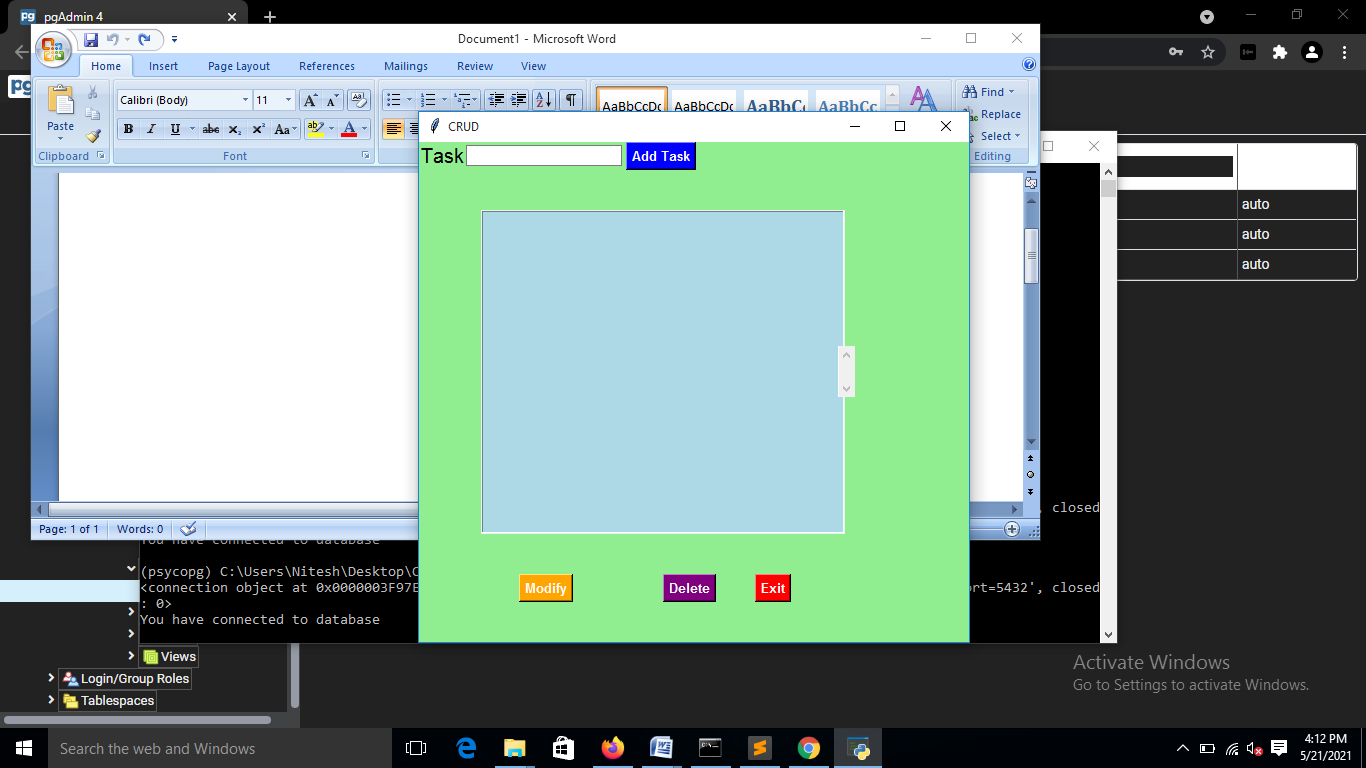 pgAdmin 4
Document1 - Microsoft Word
Home Insert Page Layout References Mailings Review View
Paste
Clipboard
Calibri (Body) 11
Font
AaBbCcDc AaBbCcDc AaBbC AaBbCc
Find
Replace
Select
Editing
CRUD
Task Add Task
auto
auto
auto
Modify Delete Exit
Page: 1 of 1 Words: 0
, closed
You have connected to database
(psycopg) C:\Users\Nitesh\Desktop\C
<connection object at 0x0000003F97E ort=5432', closed
: 0>
You have connected to database
Views
Login/Group Roles
Tablespaces
Activate Windows
Go to Settings to activate Windows.
Search the web and Windows
4:12 PM
5/21/2021